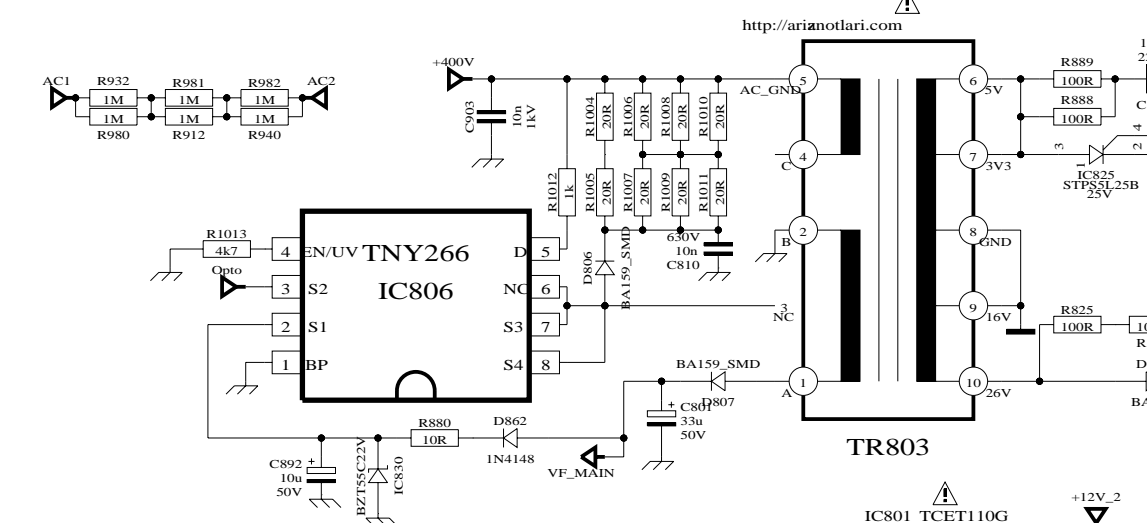 http://arızanotlari.com
AC1
R932
R981
R982
AC2
1M
1M
1M
1M
1M
1M
R980
R912
R940
+400V
C903
10n
1kV
R1004
20R
R1006
20R
R1008
20R
R1010
20R
R1012
1k
R1005
20R
R1007
20R
R1009
20R
R1011
20R
5
AC_GND
4
C
2
B
3
NC
1
A
6
5V
7
3V3
8
GND
9
16V
10
26V
TR803
R889
100R
R888
100R
3
1
4
2
IC825
STPS5L25B
25V
R825
100R
R1013
4k7
Opto
4
EN/UV
3
S2
2
S1
1
BP
TNY266
IC806
D
5
NC
6
S3
7
S4
8
D806
BA159_SMD
630V
10n
C810
BA159_SMD
D807
C801
+
33u
50V
R880
10R
D862
1N4148
VF_MAIN
C892
+
10u
50V
BZT55C22V
IC830
IC801 TCET110G
+12V_2